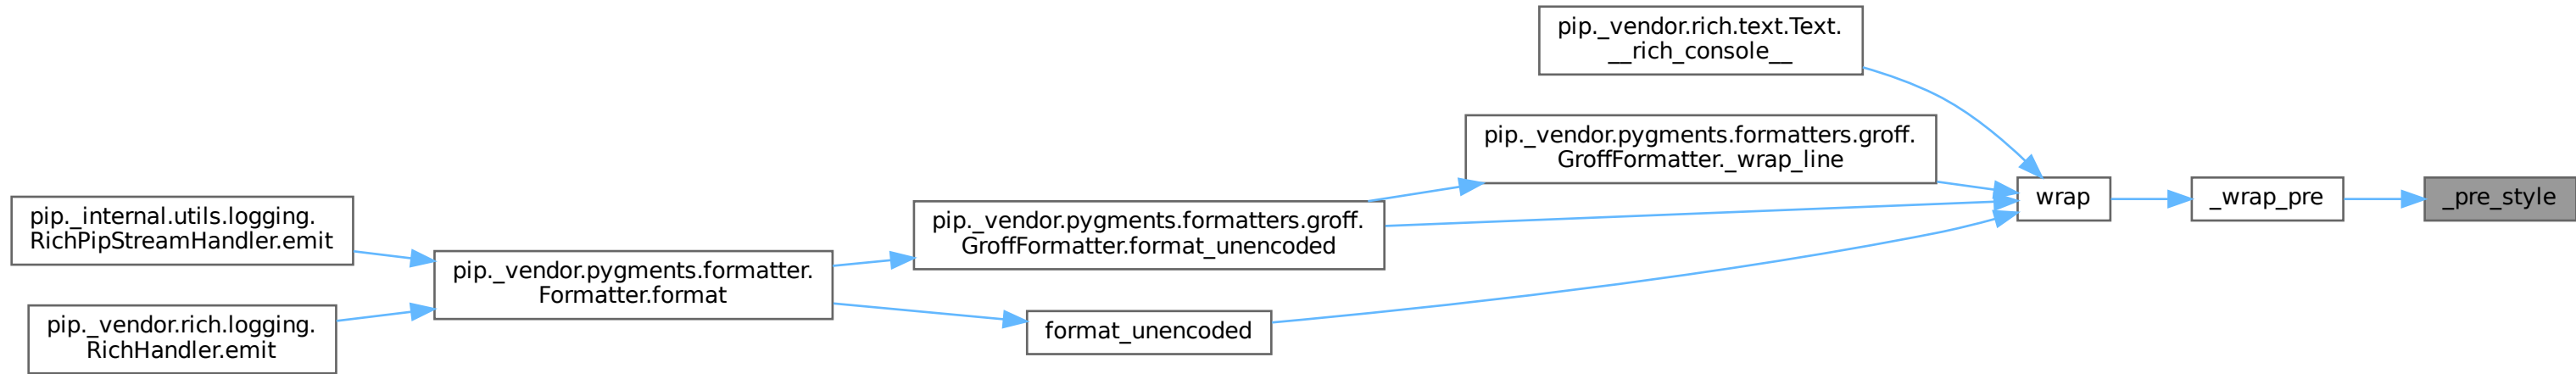 pip._vendor.rich.text.Text.
__rich_console__
pip._vendor.pygments.formatters.groff.
GroffFormatter._wrap_line
pip._internal.utils.logging.
RichPipStreamHandler.emit
pip._vendor.pygments.formatters.groff.
GroffFormatter.format_unencoded
wrap
_wrap_pre
_pre_style
pip._vendor.pygments.formatter.
Formatter.format
pip._vendor.rich.logging.
RichHandler.emit
format_unencoded